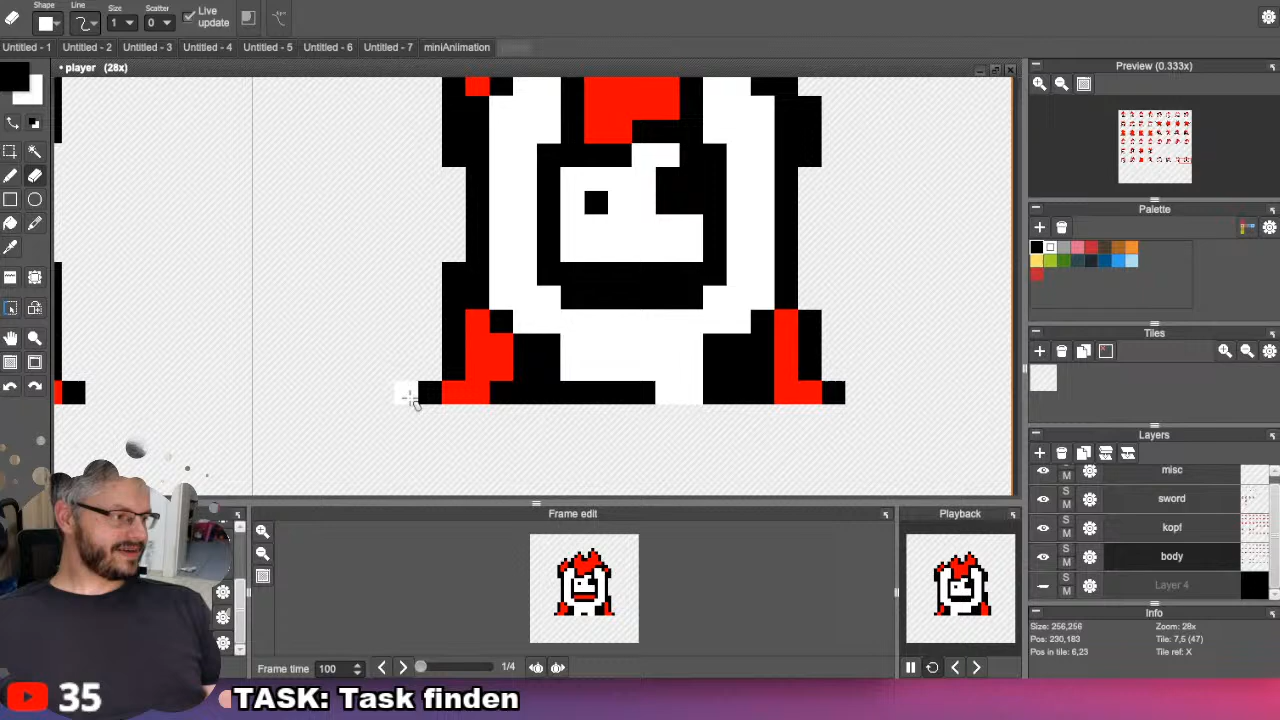 Shape Line Size Scatter Live update
1 0
Untitled - 1 Untitled - 2 Untitled - 3 Untitled - 4 Untitled - 5 Untitled - 6 Untitled - 7 miniAniimation
• player (28x)
Preview (0.333x)
Palette
Tiles
Layers
misc
S
M
sword
S
M
kopf
S
M
body
S
M
Layer 4
S
M
Info
Size: 256,256 Zoom: 28x
Pos: 230,183 Tile: 7,5 (47)
Pos in tile: 6,23 Tile ref: X
Frame edit
Playback
Frame time 100 1/4
35
TASK: Task finden